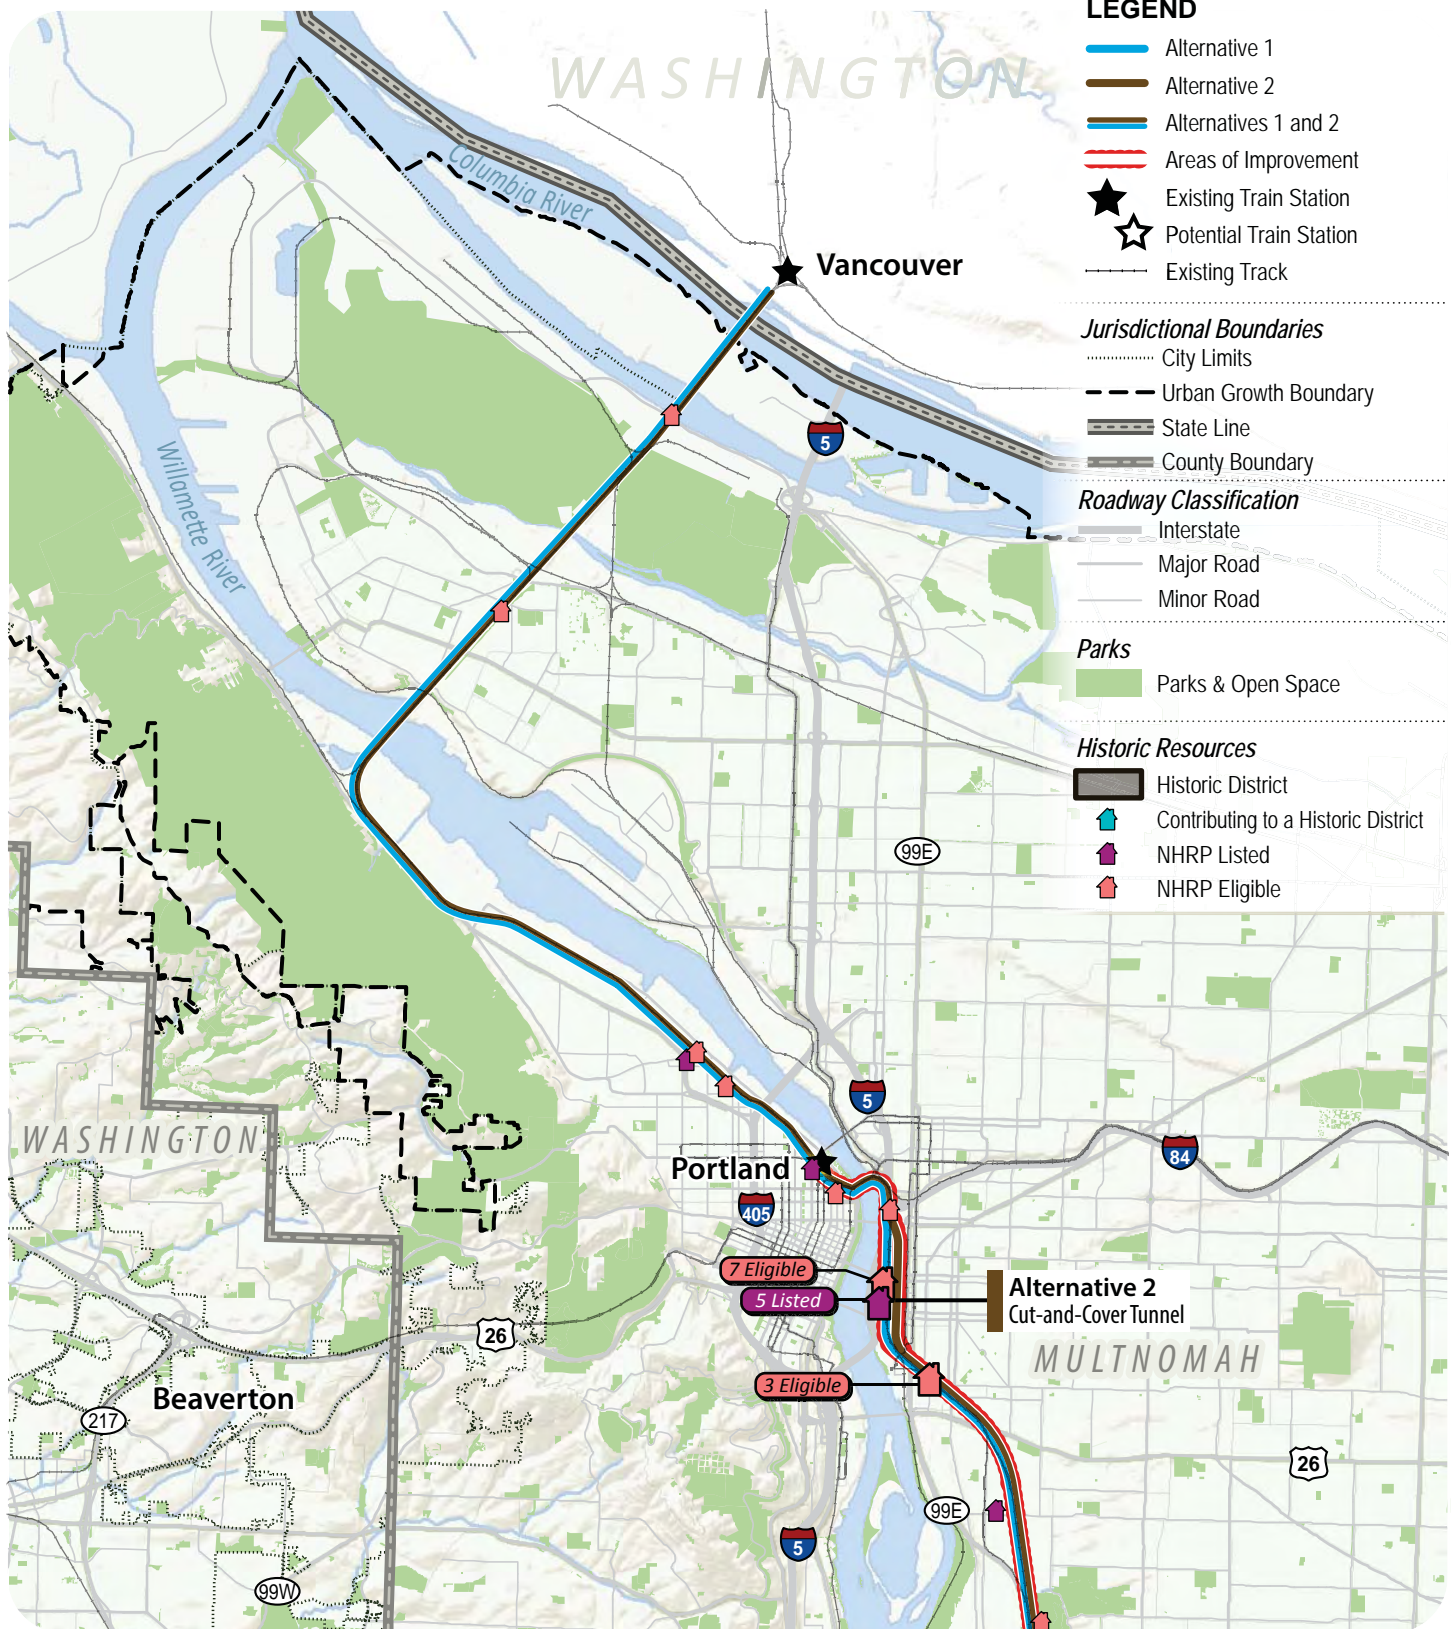 LEGEND
Alternative 1
Alternative 2
Alternatives 1 and 2
Areas of Improvement
Existing Train Station
Potential Train Station
Existing Track
Jurisdictional Boundaries
City Limits
Urban Growth Boundary
State Line
County Boundary
Roadway Classification
Interstate
Major Road
Minor Road
Parks
Parks & Open Space
Historic Resources
Historic District
Contributing to a Historic District
NHRP Listed
NHRP Eligible
WASHINGTON
Columbia River
Vancouver
5
Willamette River
99E
5
WASHINGTON
84
Portland
405
7 Eligible
5 Listed
Alternative 2
Cut-and-Cover Tunnel
26
MULTNOMAH
3 Eligible
Beaverton
217
26
99E
5
99W